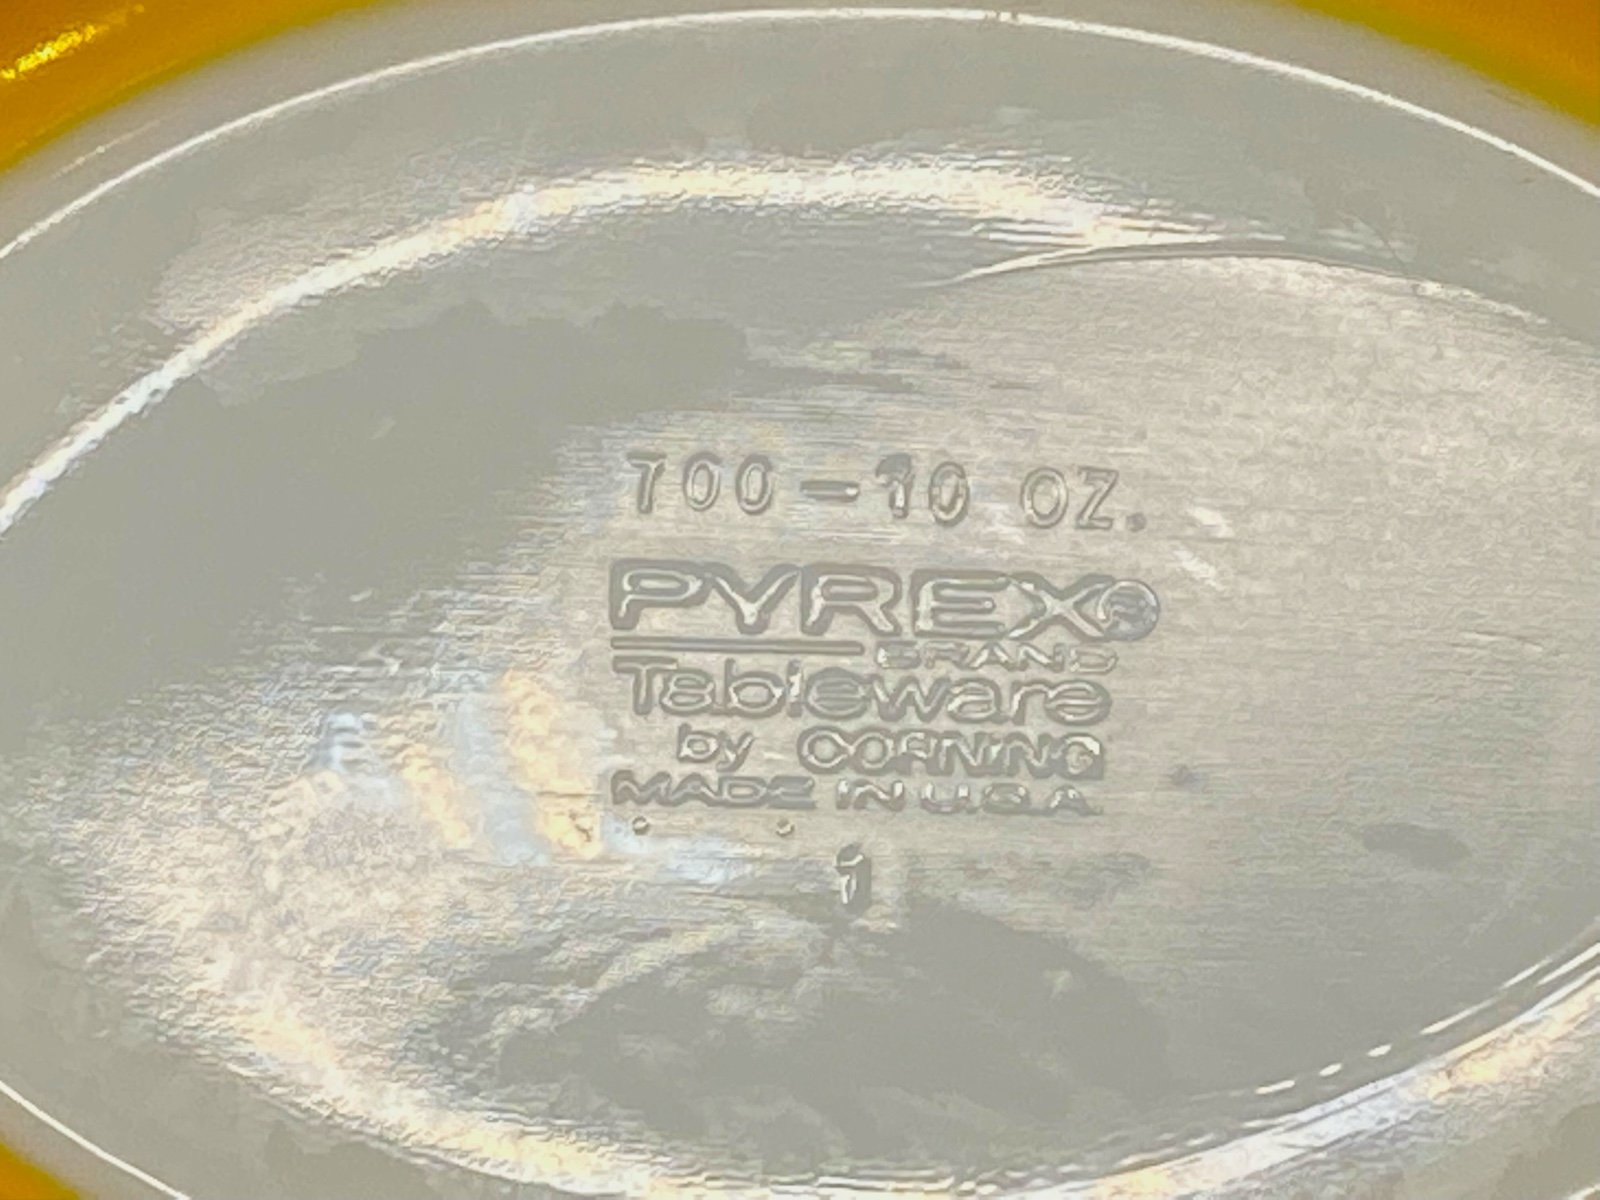 700-10 OZ.
PYREX®
BRAND
Tableware
by CORNING
MADE IN U.S.A.
1